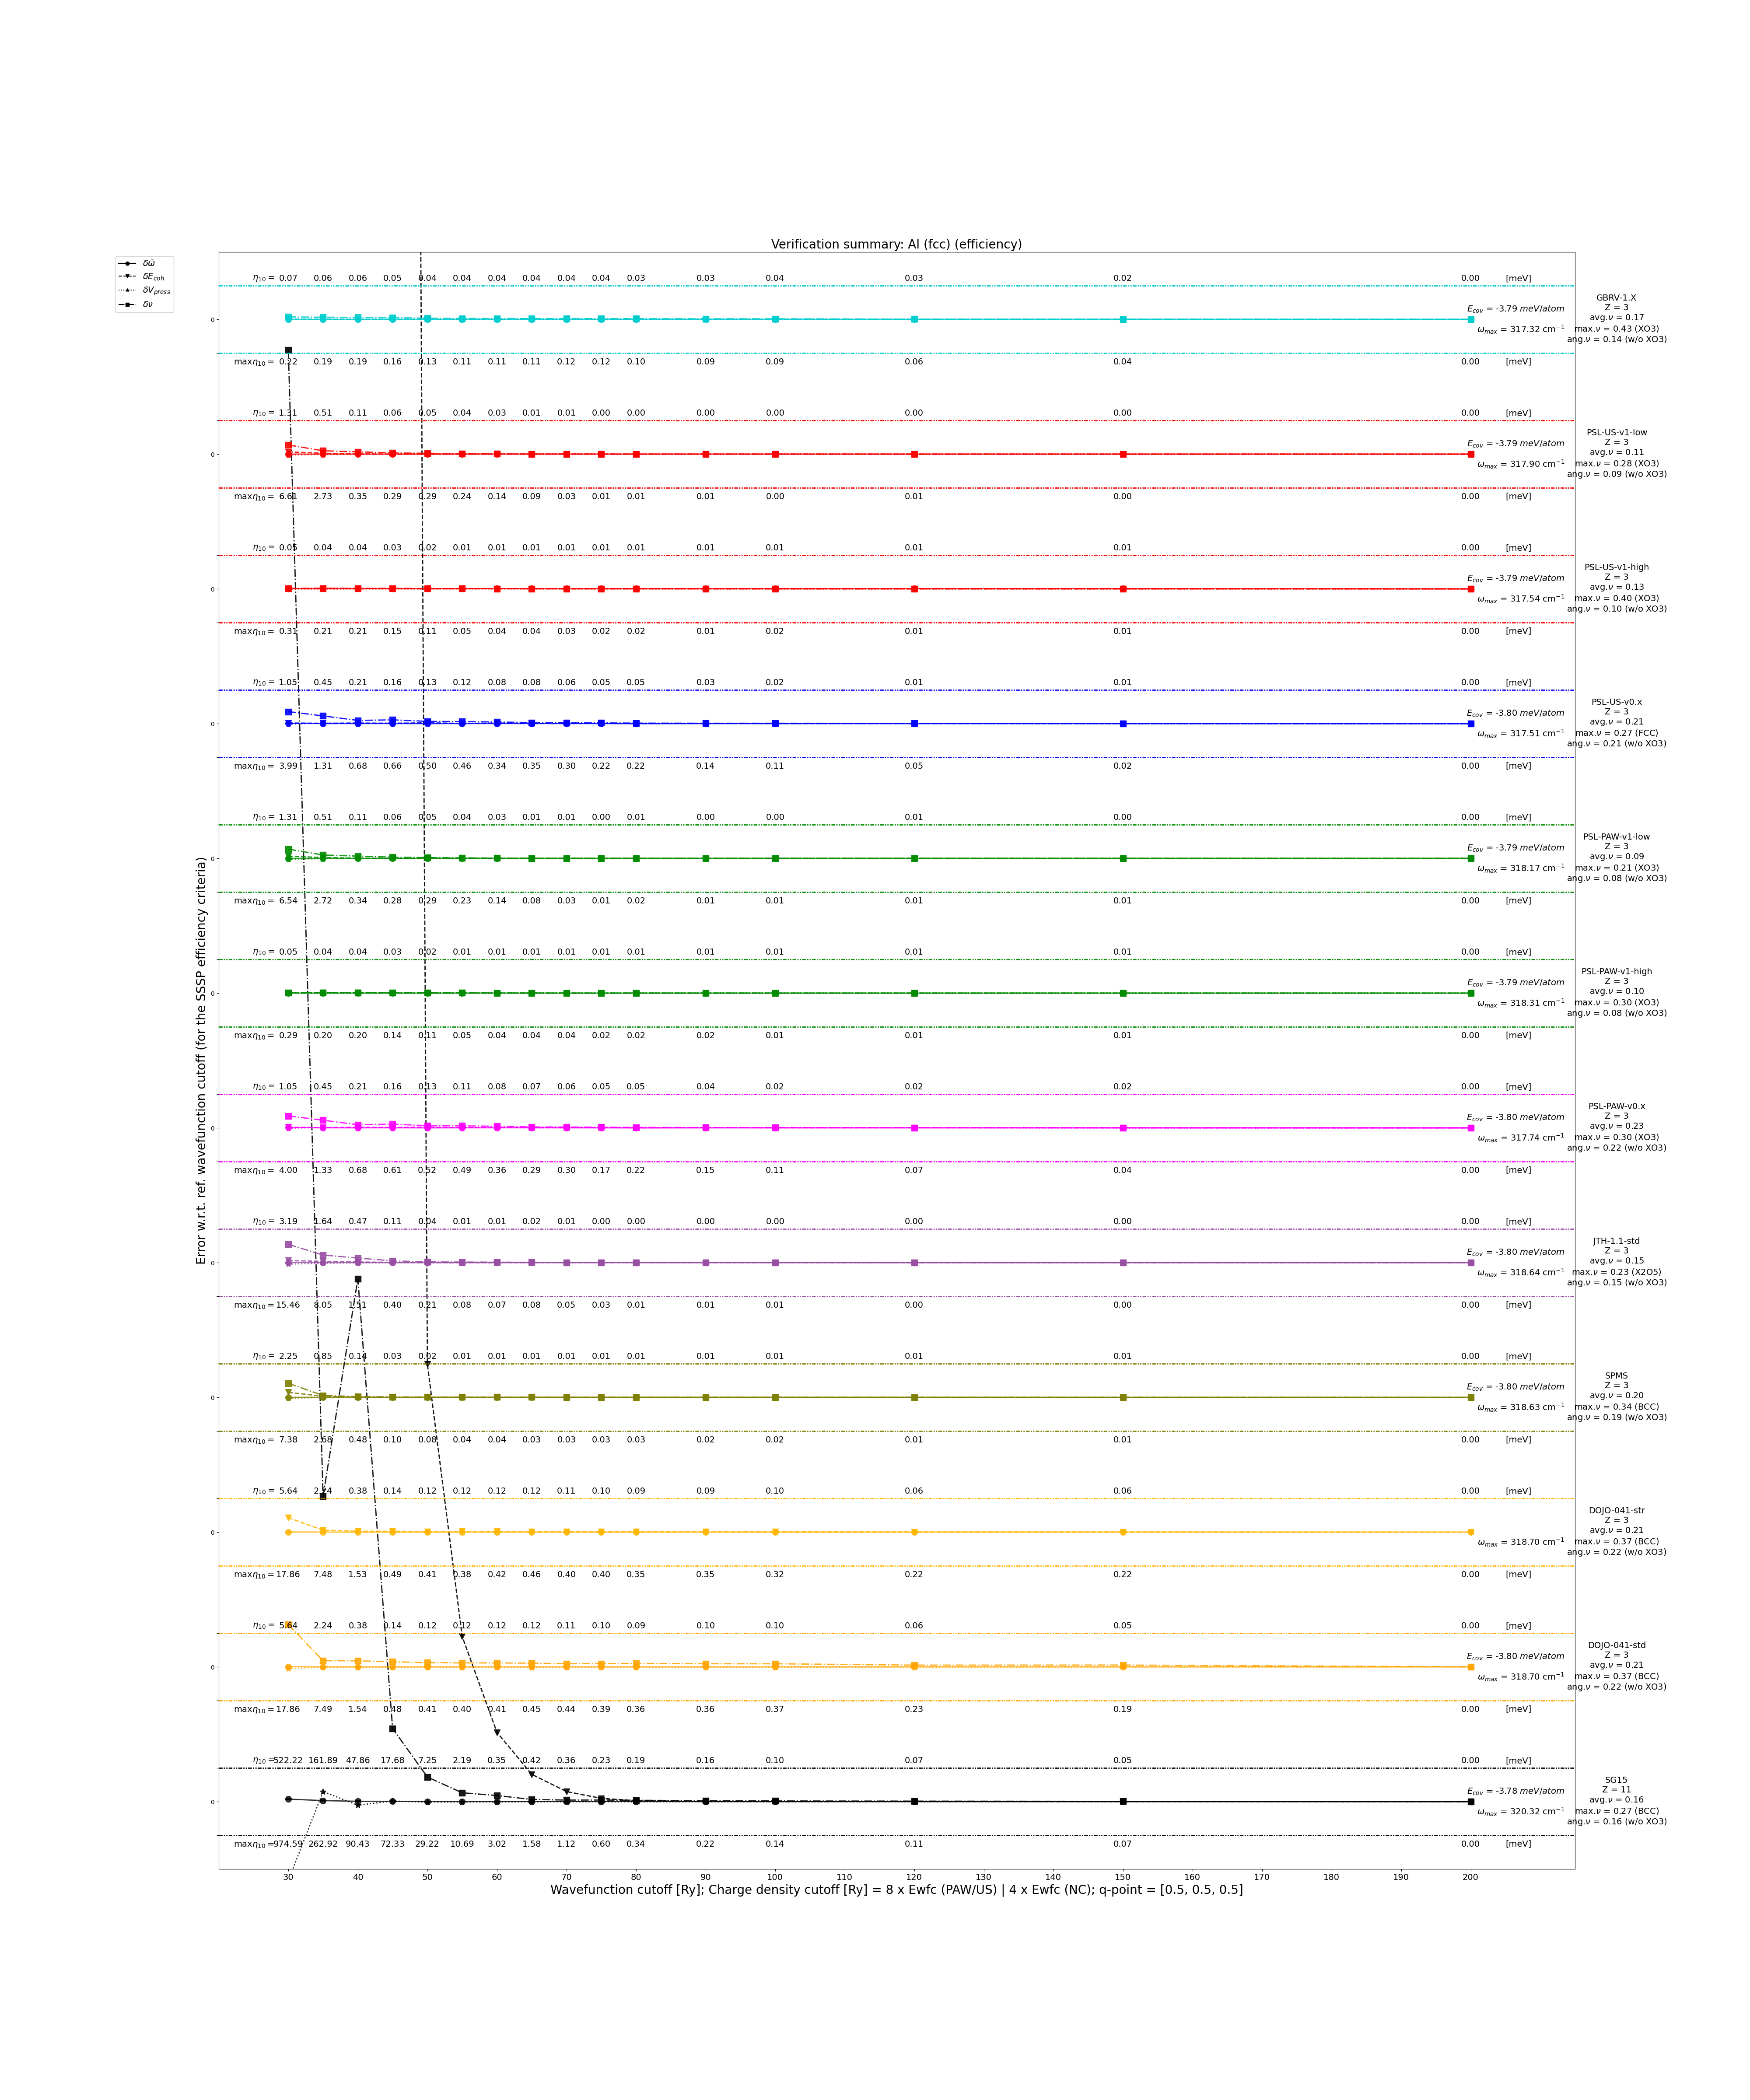 Verification summary: Al (fcc) (efficiency)
δω̄
δE_coh
δV_press
δν
Error w.r.t. ref. wavefunction cutoff (for the SSSP efficiency criteria)
η₁₀ = 0.07 0.06 0.06 0.05 0.04 0.04 0.04 0.04 0.04 0.04 0.03 0.03 0.04 0.03 0.02 0.00 [meV]
0
E_cov = -3.79 meV/atom
ω_max = 317.32 cm⁻¹
GBRV-1.X
Z = 3
avg.ν = 0.17
max.ν = 0.43 (XO3)
ang.ν = 0.14 (w/o XO3)
maxη₁₀ = 0.22 0.19 0.19 0.16 0.13 0.11 0.11 0.11 0.12 0.12 0.10 0.09 0.09 0.06 0.04 0.00 [meV]
η₁₀ = 1.31 0.51 0.11 0.06 0.05 0.04 0.03 0.01 0.01 0.00 0.00 0.00 0.00 0.00 0.00 0.00 [meV]
0
E_cov = -3.79 meV/atom
ω_max = 317.90 cm⁻¹
PSL-US-v1-low
Z = 3
avg.ν = 0.11
max.ν = 0.28 (XO3)
ang.ν = 0.09 (w/o XO3)
maxη₁₀ = 6.61 2.73 0.35 0.29 0.29 0.24 0.14 0.09 0.03 0.01 0.01 0.01 0.00 0.01 0.00 0.00 [meV]
η₁₀ = 0.05 0.04 0.04 0.03 0.02 0.01 0.01 0.01 0.01 0.01 0.01 0.01 0.01 0.01 0.01 0.00 [meV]
0
E_cov = -3.79 meV/atom
ω_max = 317.54 cm⁻¹
PSL-US-v1-high
Z = 3
avg.ν = 0.13
max.ν = 0.40 (XO3)
ang.ν = 0.10 (w/o XO3)
maxη₁₀ = 0.31 0.21 0.21 0.15 0.11 0.05 0.04 0.04 0.03 0.02 0.02 0.01 0.02 0.01 0.01 0.00 [meV]
η₁₀ = 1.05 0.45 0.21 0.16 0.13 0.12 0.08 0.08 0.06 0.05 0.05 0.03 0.02 0.01 0.01 0.00 [meV]
0
E_cov = -3.80 meV/atom
ω_max = 317.51 cm⁻¹
PSL-US-v0.x
Z = 3
avg.ν = 0.21
max.ν = 0.27 (FCC)
ang.ν = 0.21 (w/o XO3)
maxη₁₀ = 3.99 1.31 0.68 0.66 0.50 0.46 0.34 0.35 0.30 0.22 0.22 0.14 0.11 0.05 0.02 0.00 [meV]
η₁₀ = 1.31 0.51 0.11 0.06 0.05 0.04 0.03 0.01 0.01 0.00 0.01 0.00 0.00 0.01 0.00 0.00 [meV]
0
E_cov = -3.79 meV/atom
ω_max = 318.17 cm⁻¹
PSL-PAW-v1-low
Z = 3
avg.ν = 0.09
max.ν = 0.21 (XO3)
ang.ν = 0.08 (w/o XO3)
maxη₁₀ = 6.54 2.72 0.34 0.28 0.29 0.23 0.14 0.08 0.03 0.01 0.02 0.01 0.01 0.01 0.01 0.00 [meV]
η₁₀ = 0.05 0.04 0.04 0.03 0.02 0.01 0.01 0.01 0.01 0.01 0.01 0.01 0.01 0.01 0.01 0.00 [meV]
0
E_cov = -3.79 meV/atom
ω_max = 318.31 cm⁻¹
PSL-PAW-v1-high
Z = 3
avg.ν = 0.10
max.ν = 0.30 (XO3)
ang.ν = 0.08 (w/o XO3)
maxη₁₀ = 0.29 0.20 0.20 0.14 0.11 0.05 0.04 0.04 0.04 0.02 0.02 0.02 0.01 0.01 0.01 0.00 [meV]
η₁₀ = 1.05 0.45 0.21 0.16 0.13 0.11 0.08 0.07 0.06 0.05 0.05 0.04 0.02 0.02 0.02 0.00 [meV]
0
E_cov = -3.80 meV/atom
ω_max = 317.74 cm⁻¹
PSL-PAW-v0.x
Z = 3
avg.ν = 0.23
max.ν = 0.30 (XO3)
ang.ν = 0.22 (w/o XO3)
maxη₁₀ = 4.00 1.33 0.68 0.61 0.52 0.49 0.36 0.29 0.30 0.17 0.22 0.15 0.11 0.07 0.04 0.00 [meV]
η₁₀ = 3.19 1.64 0.47 0.11 0.04 0.01 0.01 0.02 0.01 0.00 0.00 0.00 0.00 0.00 0.00 0.00 [meV]
0
E_cov = -3.80 meV/atom
ω_max = 318.64 cm⁻¹
JTH-1.1-std
Z = 3
avg.ν = 0.15
max.ν = 0.23 (X2O5)
ang.ν = 0.15 (w/o XO3)
maxη₁₀ = 15.46 8.05 1.51 0.40 0.21 0.08 0.07 0.08 0.05 0.03 0.01 0.01 0.01 0.00 0.00 0.00 [meV]
η₁₀ = 2.25 0.85 0.14 0.03 0.02 0.01 0.01 0.01 0.01 0.01 0.01 0.01 0.01 0.01 0.01 0.00 [meV]
0
E_cov = -3.80 meV/atom
ω_max = 318.63 cm⁻¹
SPMS
Z = 3
avg.ν = 0.20
max.ν = 0.34 (BCC)
ang.ν = 0.19 (w/o XO3)
maxη₁₀ = 7.38 2.68 0.48 0.10 0.08 0.04 0.04 0.03 0.03 0.03 0.03 0.02 0.02 0.01 0.01 0.00 [meV]
η₁₀ = 5.64 2.24 0.38 0.14 0.12 0.12 0.12 0.12 0.11 0.10 0.09 0.09 0.10 0.06 0.06 0.00 [meV]
0
ω_max = 318.70 cm⁻¹
DOJO-041-str
Z = 3
avg.ν = 0.21
max.ν = 0.37 (BCC)
ang.ν = 0.22 (w/o XO3)
maxη₁₀ = 17.86 7.48 1.53 0.49 0.41 0.38 0.42 0.46 0.40 0.40 0.35 0.35 0.32 0.22 0.22 0.00 [meV]
η₁₀ = 5.64 2.24 0.38 0.14 0.12 0.12 0.12 0.12 0.11 0.10 0.09 0.10 0.10 0.06 0.05 0.00 [meV]
0
E_cov = -3.80 meV/atom
ω_max = 318.70 cm⁻¹
DOJO-041-std
Z = 3
avg.ν = 0.21
max.ν = 0.37 (BCC)
ang.ν = 0.22 (w/o XO3)
maxη₁₀ = 17.86 7.49 1.54 0.48 0.41 0.40 0.41 0.45 0.44 0.39 0.36 0.36 0.37 0.23 0.19 0.00 [meV]
η₁₀ = 522.22 161.89 47.86 17.68 7.25 2.19 0.35 0.42 0.36 0.23 0.19 0.16 0.10 0.07 0.05 0.00 [meV]
0
E_cov = -3.78 meV/atom
ω_max = 320.32 cm⁻¹
SG15
Z = 11
avg.ν = 0.16
max.ν = 0.27 (BCC)
ang.ν = 0.16 (w/o XO3)
maxη₁₀ = 974.59 262.92 90.43 72.33 29.22 10.69 3.02 1.58 1.12 0.60 0.34 0.22 0.14 0.11 0.07 0.00 [meV]
30 40 50 60 70 80 90 100 110 120 130 140 150 160 170 180 190 200
Wavefunction cutoff [Ry]; Charge density cutoff [Ry] = 8 x Ewfc (PAW/US) | 4 x Ewfc (NC); q-point = [0.5, 0.5, 0.5]